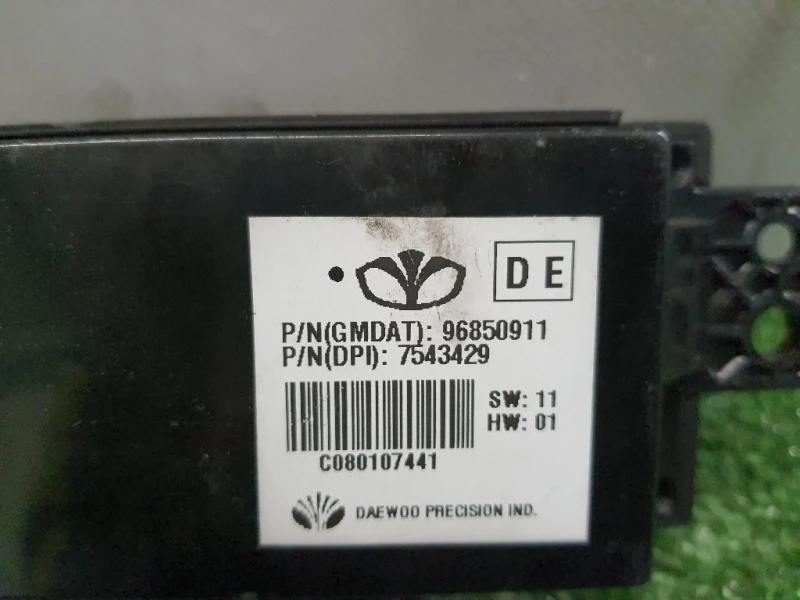 D E
P/N(GMDAT): 96850911
P/N(DPI): 7543429
SW: 11
HW: 01
C080107441
DAEWOO PRECISION IND.